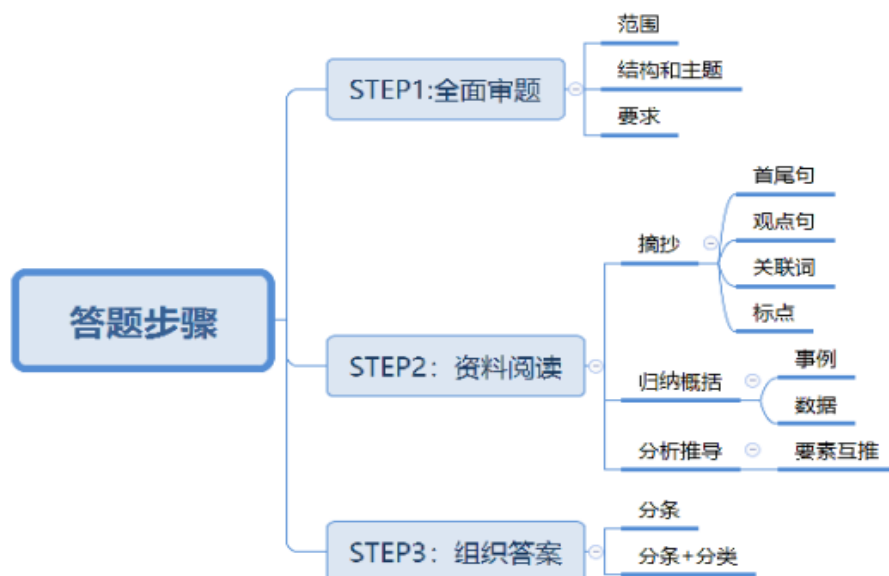 答题步骤
STEP1:全面审题
范围
结构和主题
要求
STEP2：资料阅读
摘抄
首尾句
观点句
关联词
标点
归纳概括
事例
数据
分析推导
要素互推
STEP3：组织答案
分条
分条+分类